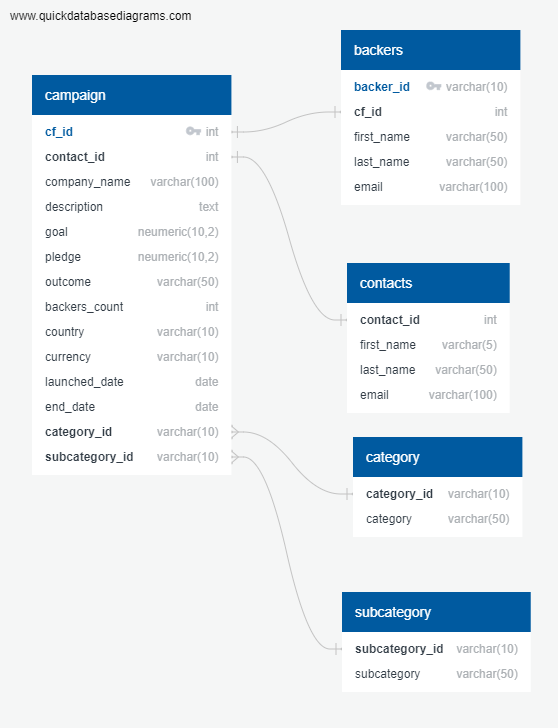 www.quickdatabasediagrams.com
campaign
cf_id int
contact_id int
company_name varchar(100)
description text
goal neumeric(10,2)
pledge neumeric(10,2)
outcome varchar(50)
backers_count int
country varchar(10)
currency varchar(10)
launched_date date
end_date date
category_id varchar(10)
subcategory_id varchar(10)
backers
backer_id varchar(10)
cf_id int
first_name varchar(50)
last_name varchar(50)
email varchar(100)
contacts
contact_id int
first_name varchar(5)
last_name varchar(50)
email varchar(100)
category
category_id varchar(10)
category varchar(50)
subcategory
subcategory_id varchar(10)
subcategory varchar(50)